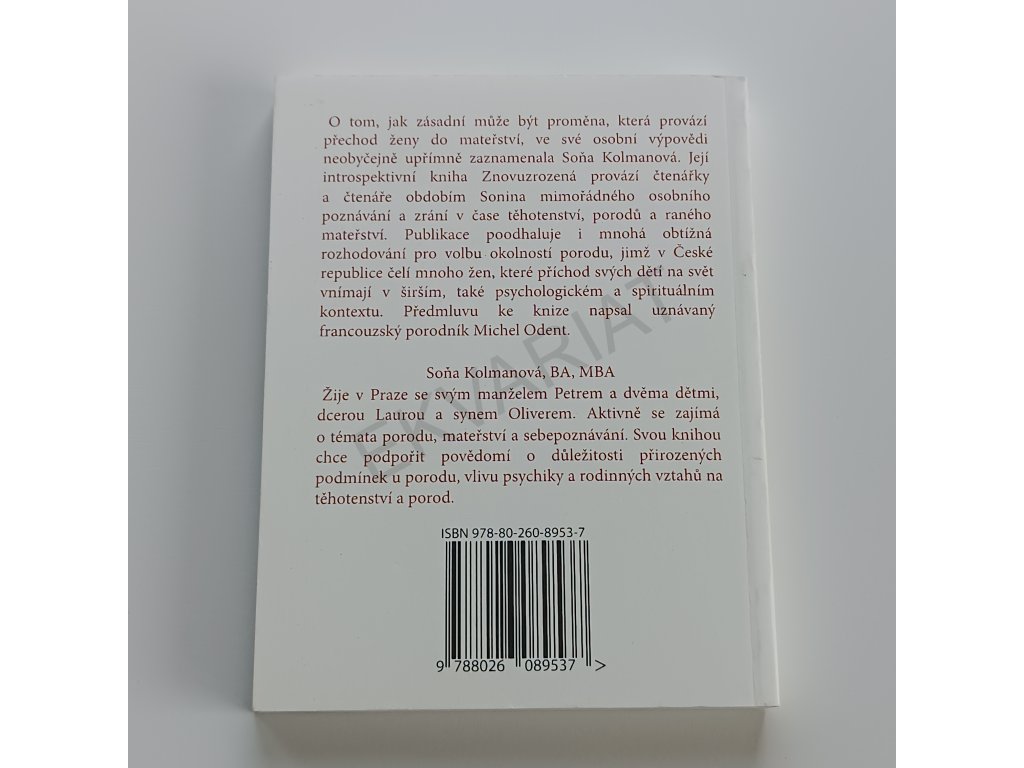 O tom, jak zásadní může být proměna, která provází
přechod ženy do mateřství, ve své osobní výpovědi
neobyčejně upřímně zaznamenala Soňa Kolmanová. Její
introspektivní kniha Znovuzrozená provází čtenářky
a čtenáře obdobím Sonina mimořádného osobního
poznávání a zrání v čase těhotenství, porodů a raného
mateřství. Publikace poodhaluje i mnohá obtížná
rozhodování pro volbu okolností porodu, jimž v České
republice čelí mnoho žen, které příchod svých dětí na svět
vnímají v širším, také psychologickém a spirituálním
kontextu. Předmluvu ke knize napsal uznávaný
francouzský porodník Michel Odent.
Soňa Kolmanová, BA, MBA
Žije v Praze se svým manželem Petrem a dvěma dětmi,
dcerou Laurou a synem Oliverem. Aktivně se zajímá
o témata porodu, mateřství a sebepoznávání. Svou knihou
chce podpořit povědomí o důležitosti přirozených
podmínek u porodu, vlivu psychiky a rodinných vztahů na
těhotenství a porod.
EKVARIAT
ISBN 978-80-260-8953-7
9 788026 089537 >